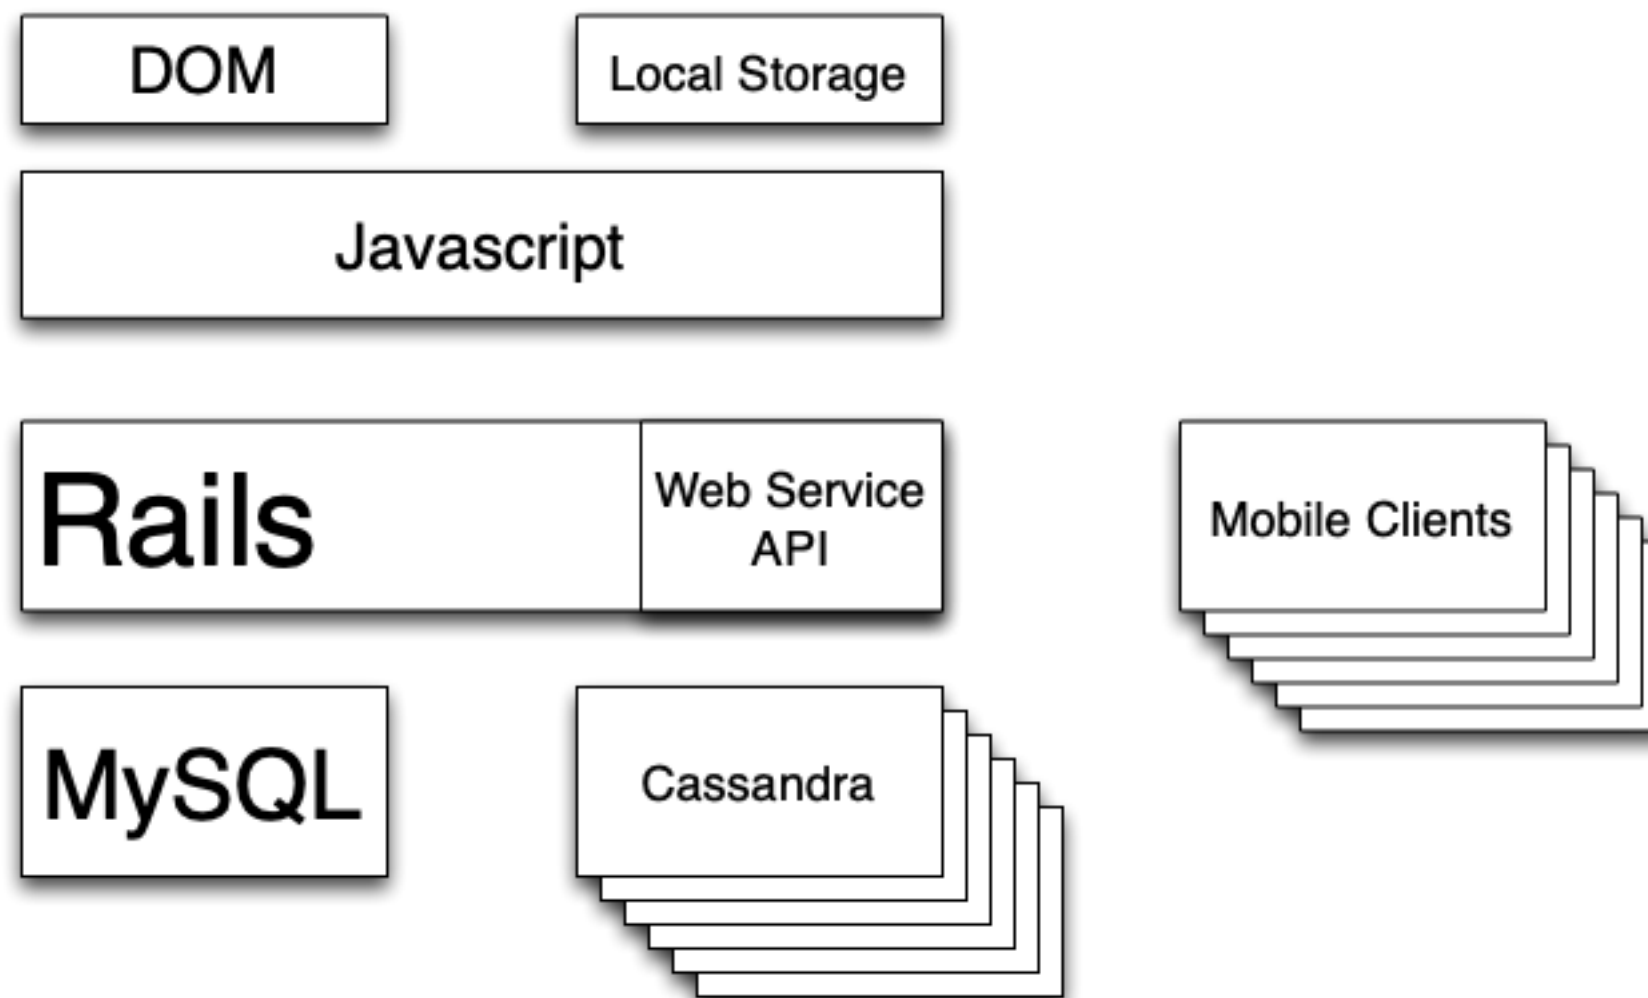 DOM
Local Storage
Javascript
Rails
Web Service
API
Mobile Clients
MySQL
Cassandra